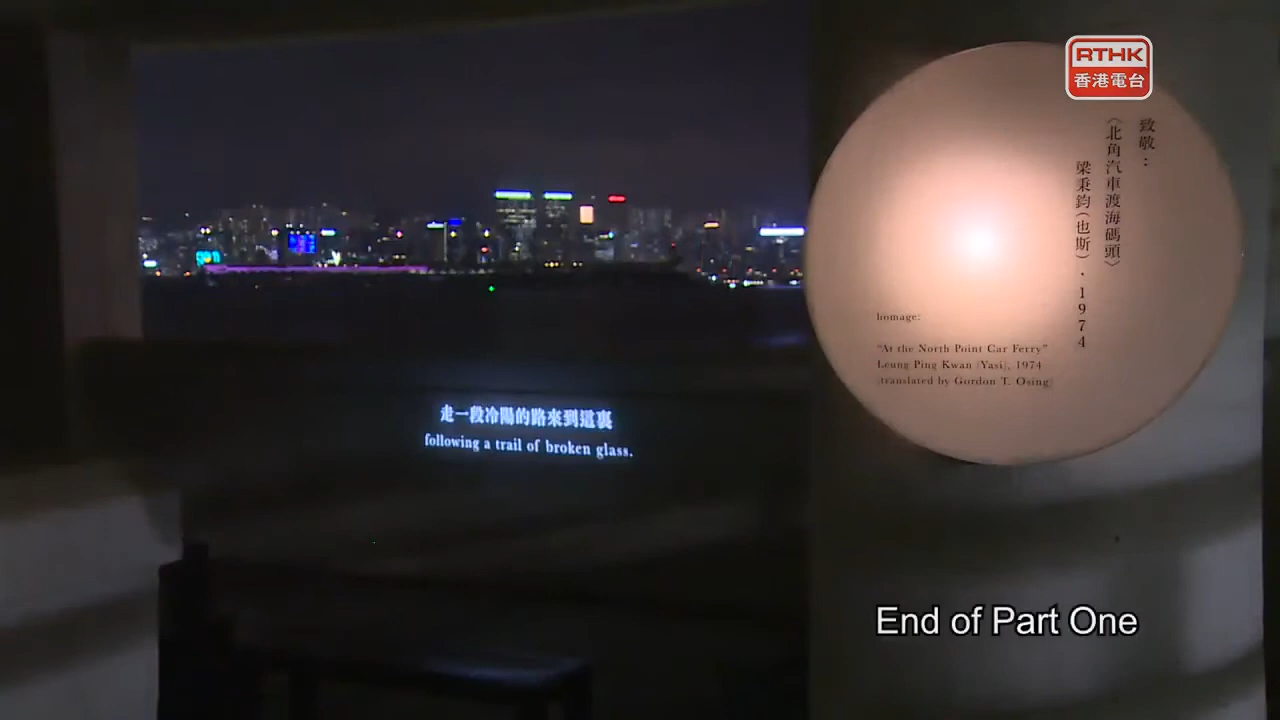 RTHK
香港電台
致敬：
〈北角汽車渡海碼頭〉
梁秉鈞(也斯)．1974
homage:
“At the North Point Car Ferry”
Leung Ping Kwan (Yasi), 1974
(translated by Gordon T. Osing)
走一段冷陽的路來到這裏
following a trail of broken glass.
End of Part One